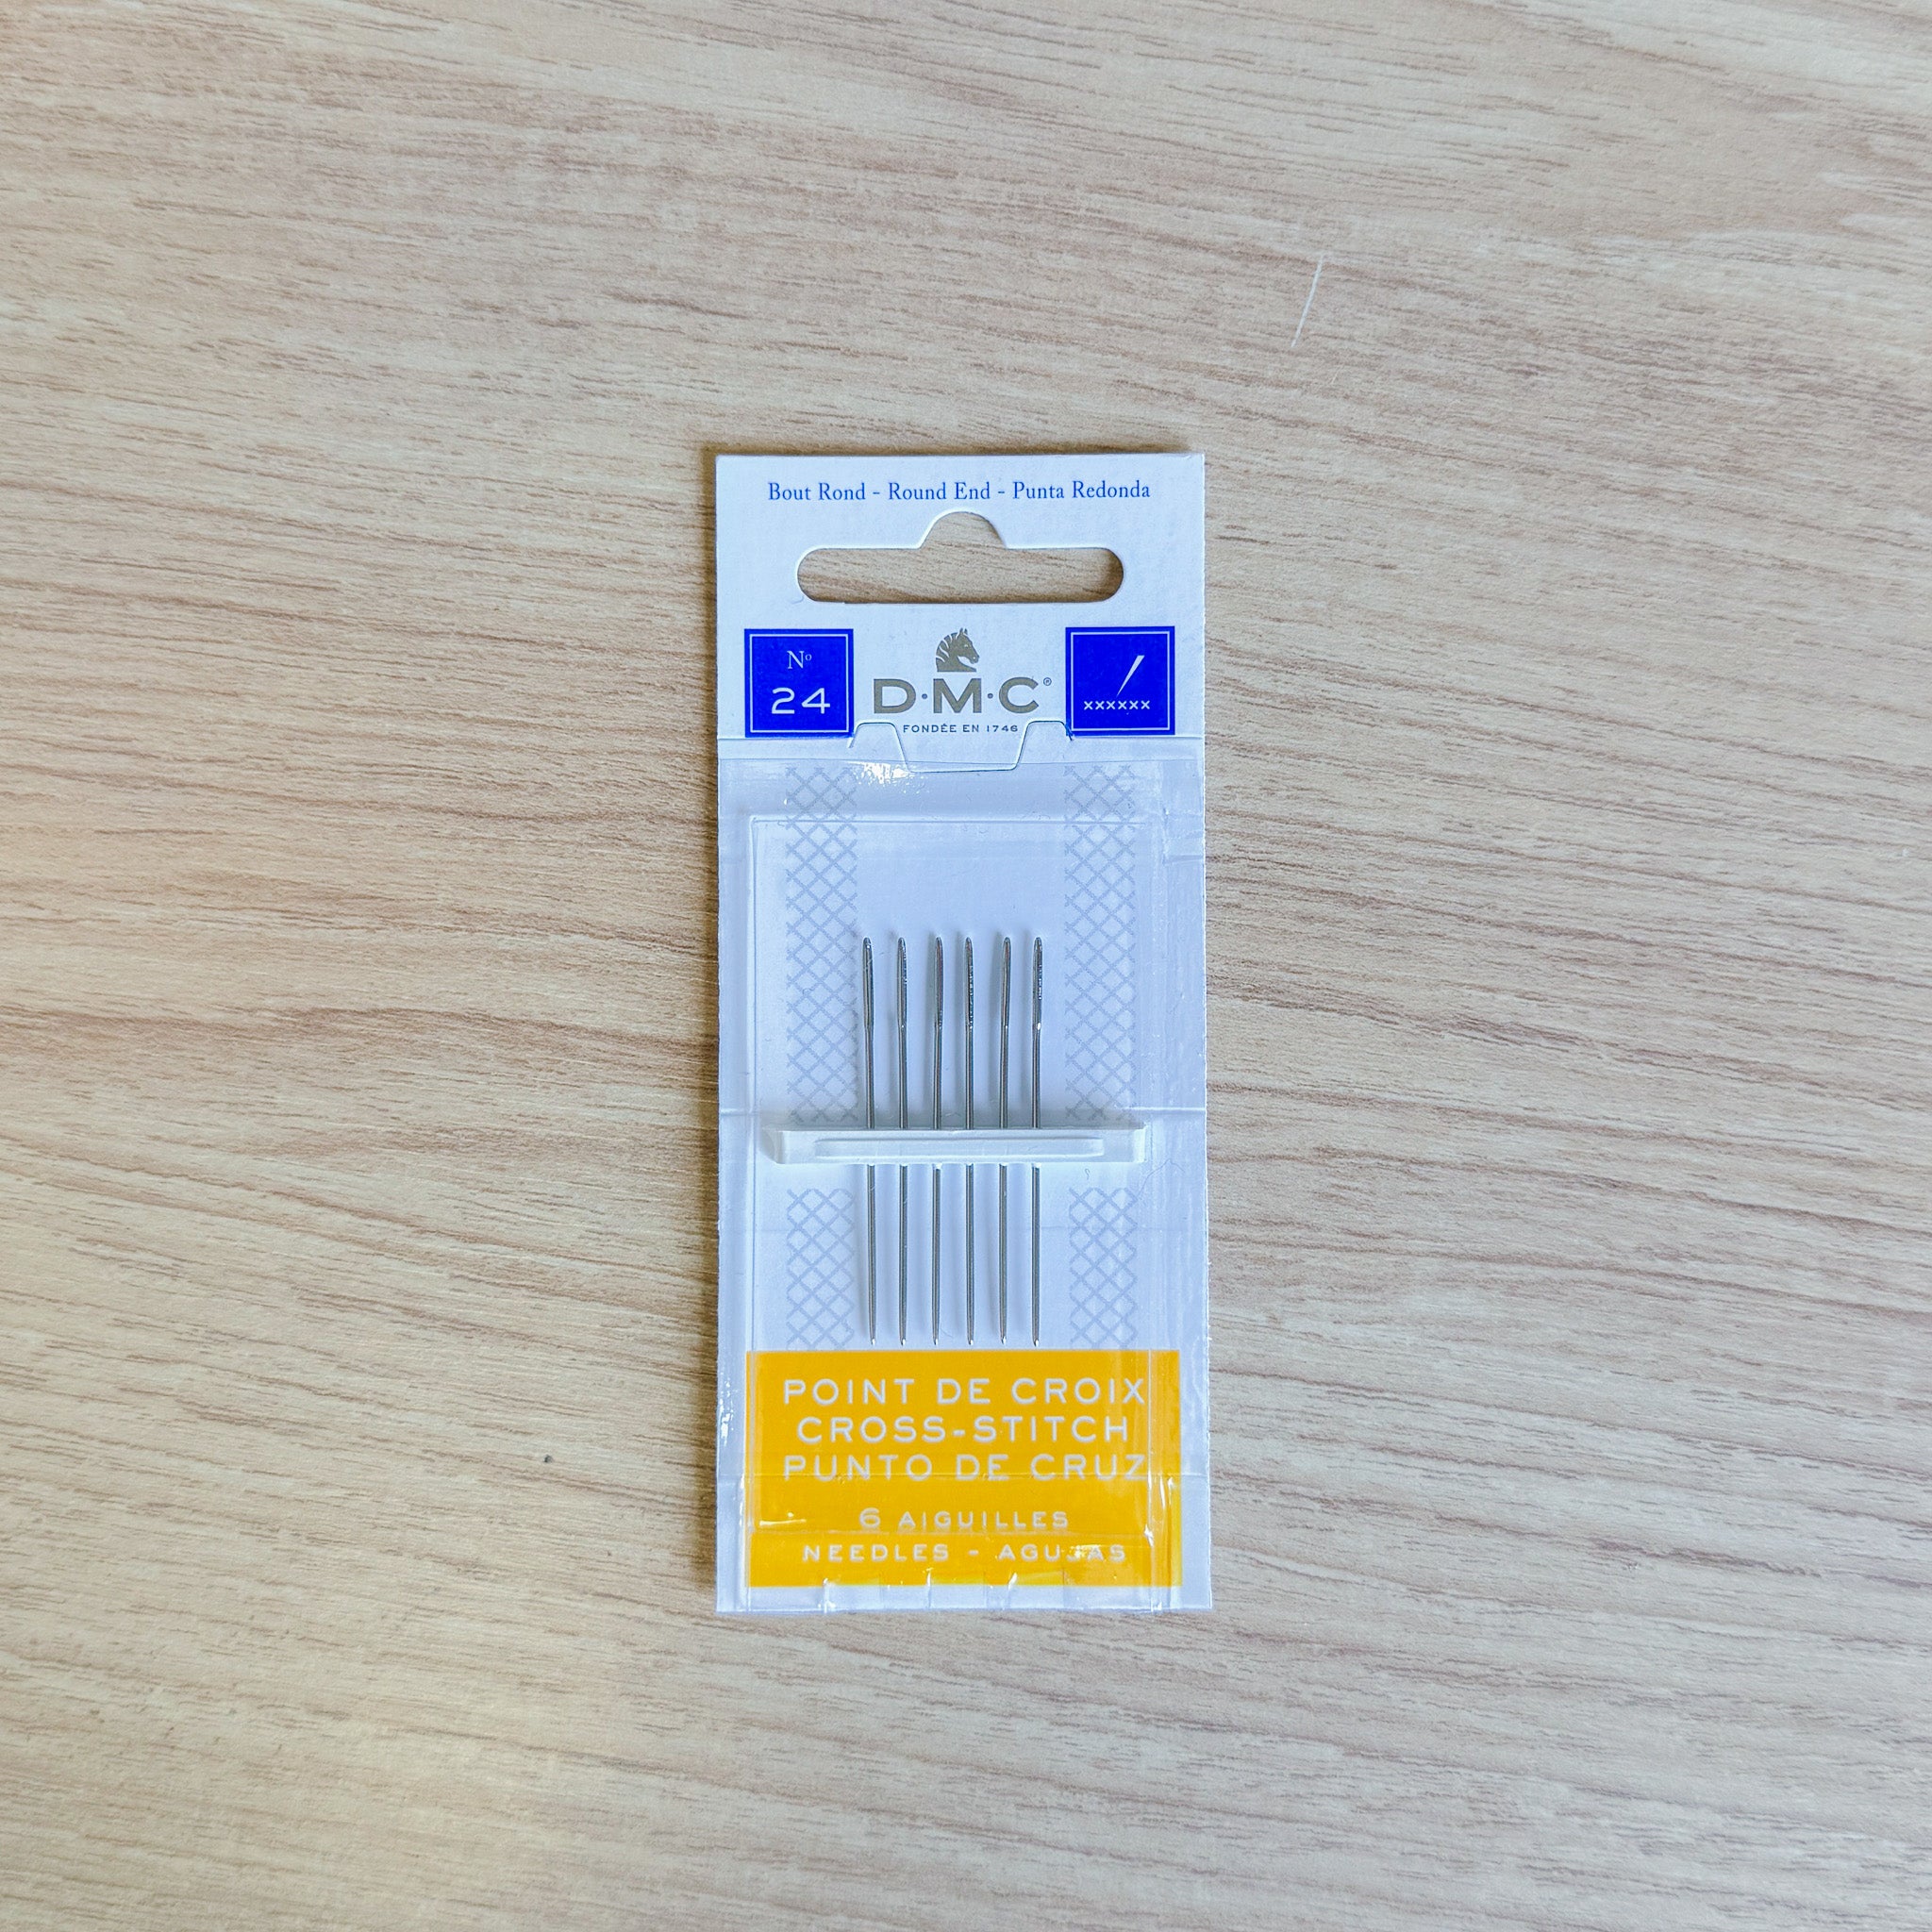 Bout Rond - Round End - Punta Redonda
Nº
24
D·M·C®
FONDÉE EN 1746
xxxxxx
POINT DE CROIX
CROSS-STITCH
PUNTO DE CRUZ
6 AIGUILLES
NEEDLES - AGUJAS